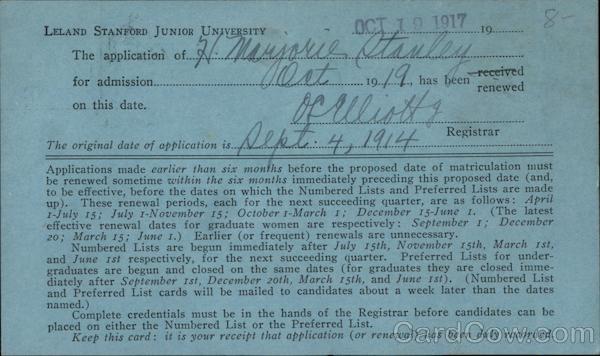 LELAND STANFORD JUNIOR UNIVERSITY OCT 19 1917 19 8-
The application of H. Marjorie Stanley
for admission Oct 1919, has been received
renewed
on this date.
O C Elliott
Registrar
The original date of application is Sept. 4, 1914
Applications made earlier than six months before the proposed date of matriculation must
be renewed sometime within the six months immediately preceding this proposed date (and,
to be effective, before the dates on which the Numbered Lists and Preferred Lists are made
up). These renewal periods, each for the next succeeding quarter, are as follows: April
1-July 15; July 1-November 15; October 1-March 1; December 15-June 1. (The latest
effective renewal dates for graduate women are respectively: September 1; December
20; March 15; June 1.) Earlier (or frequent) renewals are unnecessary.
Numbered Lists are begun immediately after July 15th, November 15th, March 1st,
and June 1st respectively, for the next succeeding quarter. Preferred Lists for under-
graduates are begun and closed on the same dates (for graduates they are closed imme-
diately after September 1st, December 20th, March 15th, and June 1st). (Numbered List
and Preferred List cards will be mailed to candidates about a week later than the dates
named.)
Complete credentials must be in the hands of the Registrar before candidates can be
placed on either the Numbered List or the Preferred List.
Keep this card: it is your receipt that application (or renewal) has been duly recorded.
CardCow.com